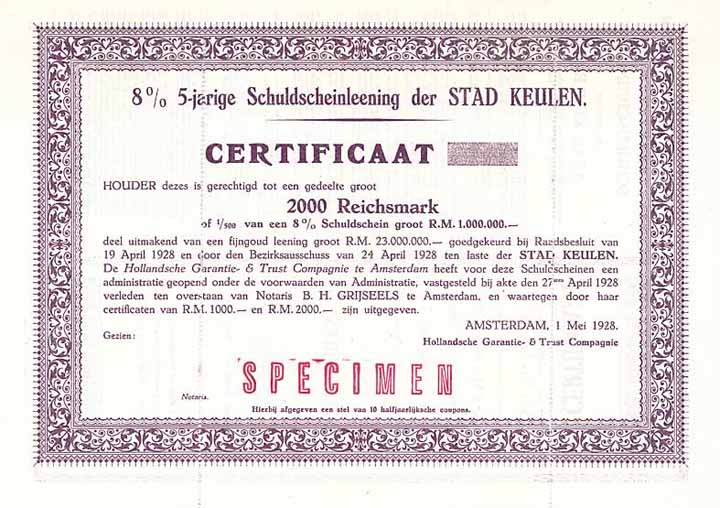 8% 5-jarige Schuldscheinleening der STAD KEULEN.
CERTIFICAAT
HOUDER dezes is gerechtigd tot een gedeelte groot
2000 Reichsmark
of 1/500 van een 8% Schuldschein groot R.M. 1.000.000.—
deel uitmakend van een fijngoud leening groot R.M. 23.000.000.— goedgekeurd bij Raadsbesluit van
19 April 1928 en door den Bezirksausschuss van 24 April 1928 ten laste der STAD KEULEN.
De Hollandsche Garantie- & Trust Compagnie te Amsterdam heeft voor deze Schuldscheinen een
administratie geopend onder de voorwaarden van Administratie, vastgesteld bij akte den 27sten April 1928
verleden ten overstaan van Notaris B. H. GRIJSEELS te Amsterdam, en waartegen door haar
certificaten van R.M. 1000.— en R.M. 2000.— zijn uitgegeven.
AMSTERDAM, 1 Mei 1928.
Gezien:
Hollandsche Garantie- & Trust Compagnie
SPECIMEN
Notaris.
Hierbij afgegeven een stel van 10 halfjaarlijksche coupons.